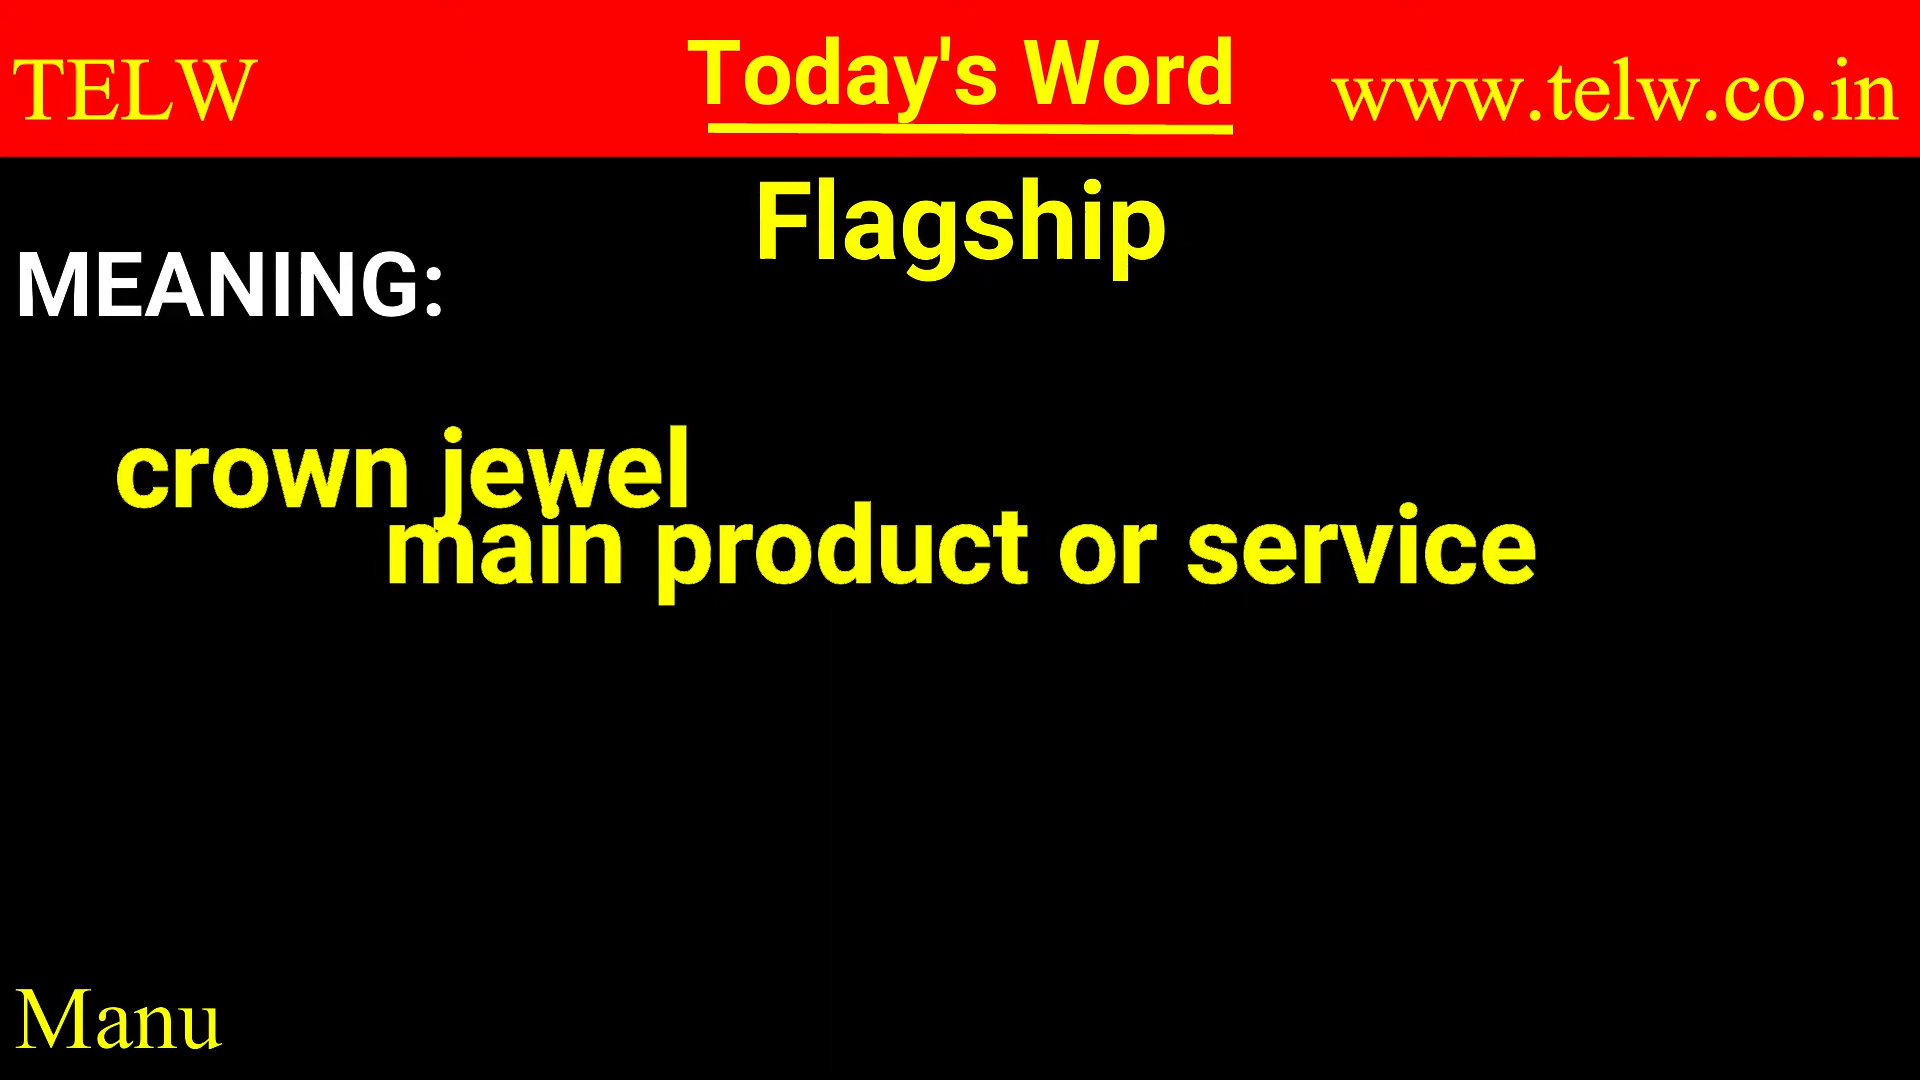 TELW
Today's Word
www.telw.co.in
Flagship
MEANING:
crown jewel
main product or service
Manu